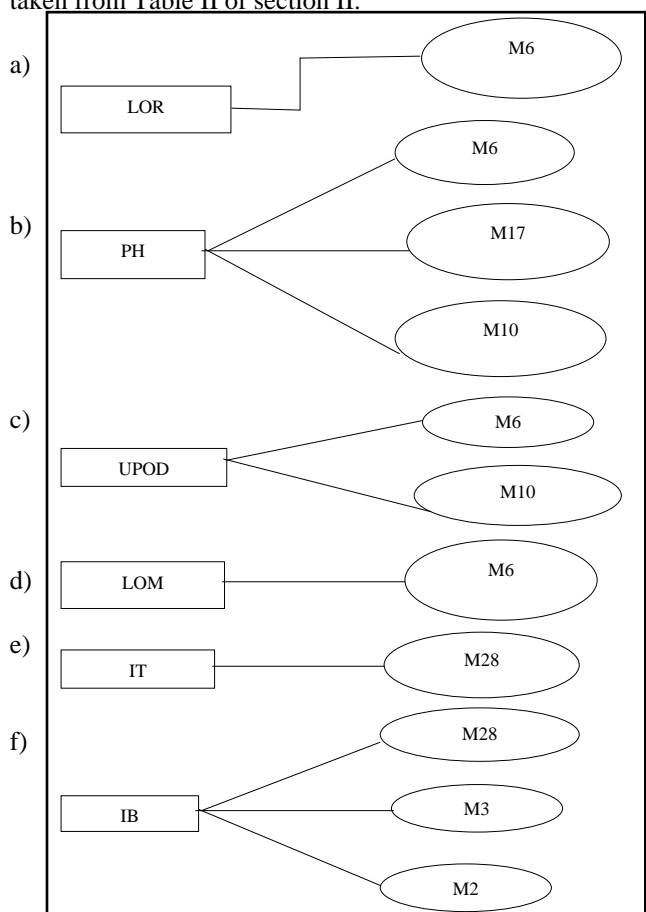 taken from Table II of section II.
a)
M6
LOR
M6
b)
M17
PH
M10
c)
M6
UPOD
M10
d)
M6
LOM
e)
M28
IT
f)
M28
M3
IB
M2